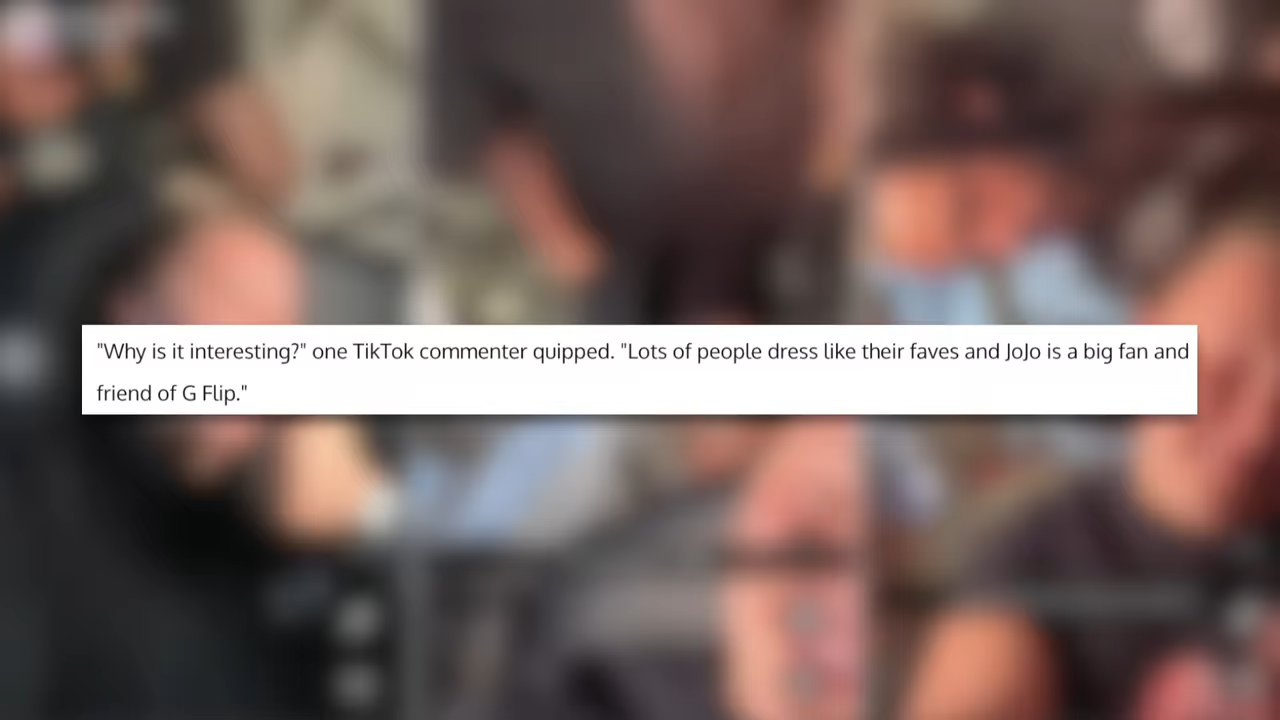 "Why is it interesting?" one TikTok commenter quipped. "Lots of people dress like their faves and JoJo is a big fan and
friend of G Flip."